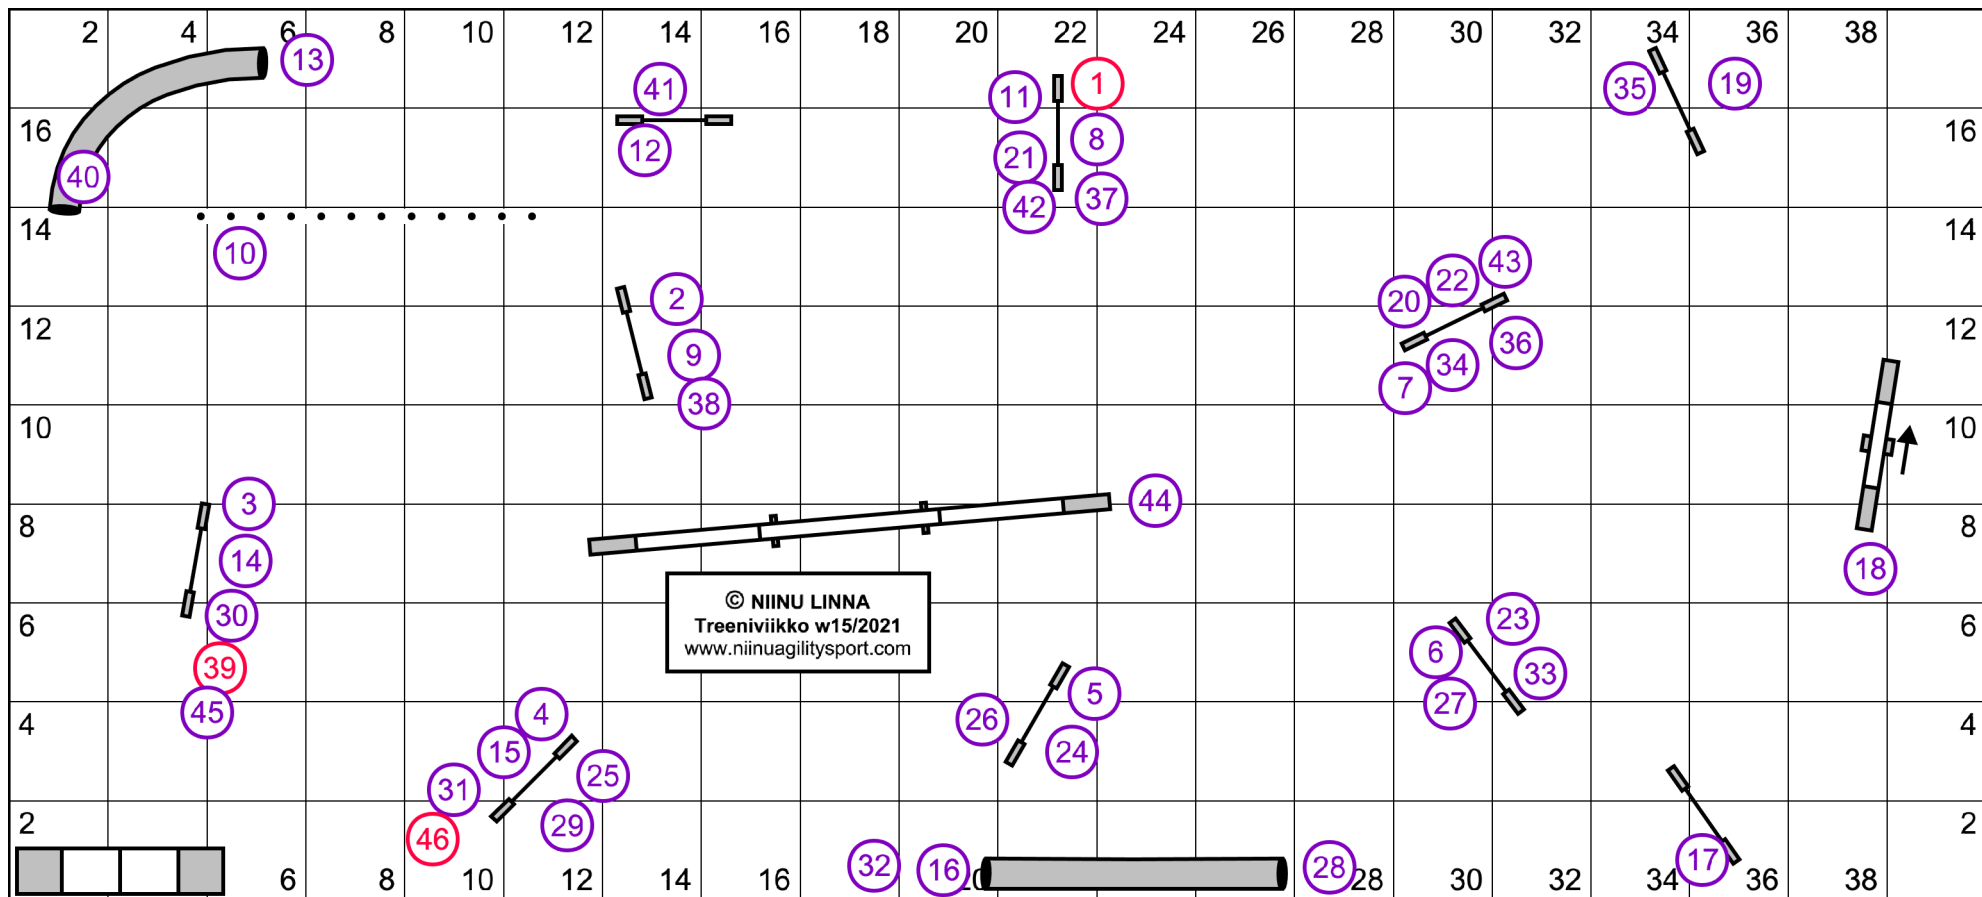 2 4 6 8 10 12 14 16 18 20 22 24 28 30 32 34 36 38
13
41
11 1
35 19
16 12 21 8 16
40
42 37
14 14
10
43
22
2 20
12 9 36 12
34
7
38
10 10
3 44
8 8
14 18
© NIINU LINNA
30 23
6 Treeniviikko w15/2021 6
www.niinuagilitysport.com 6
39 33
5
45 4 26 27
4 4
15 24
25
31
2 46 29 2
17
32 16 28
6 8 10 12 14 16 20 28 30 32 34 36 38